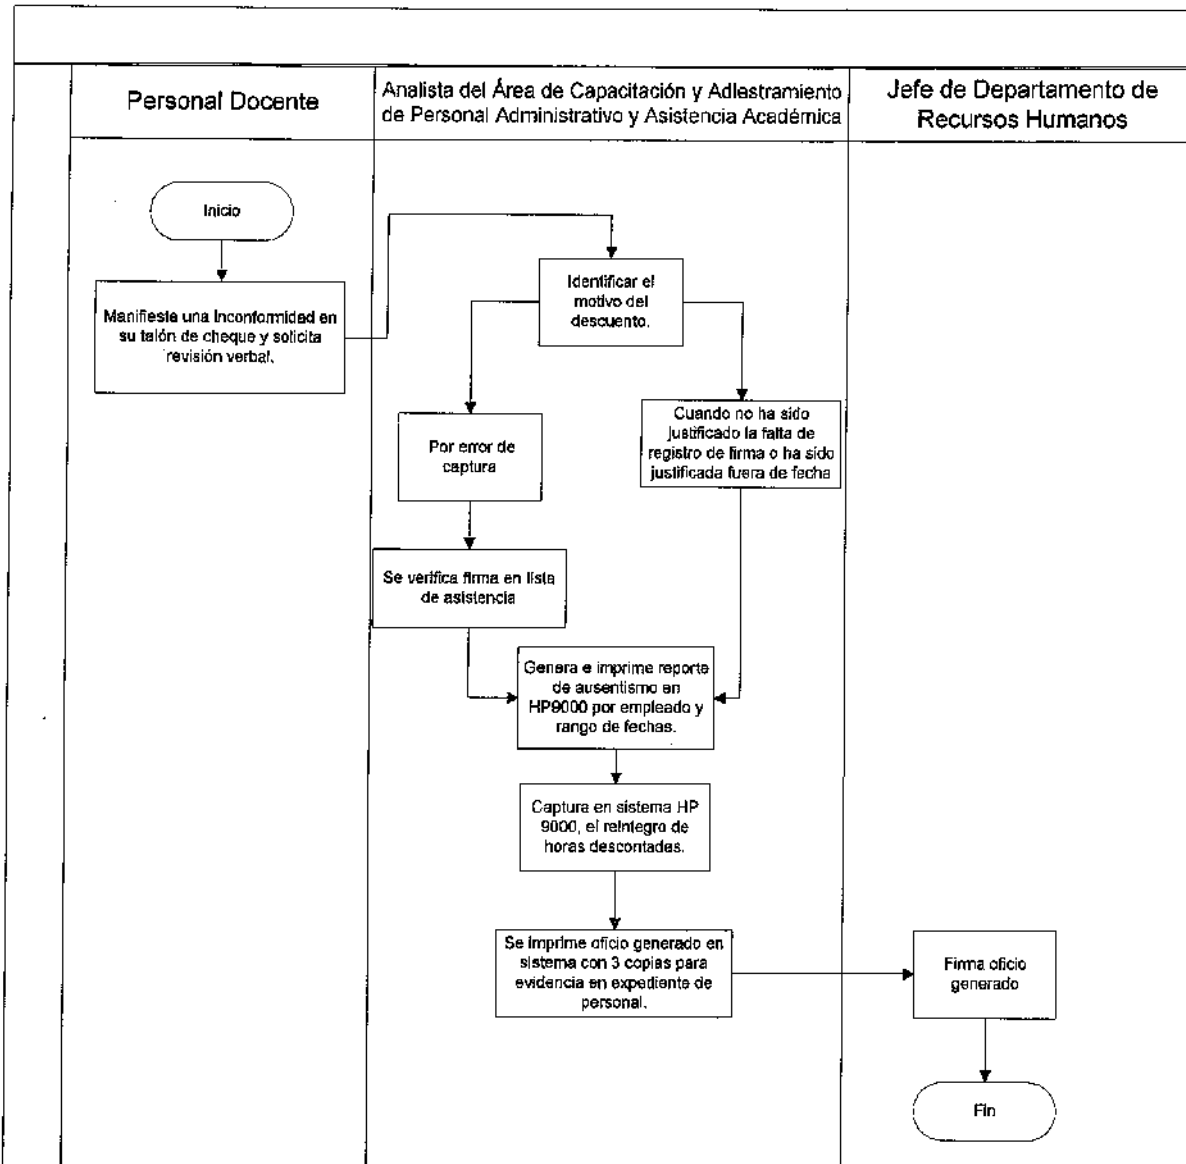 Personal Docente
Analista del Área de Capacitación y Adiestramiento
de Personal Administrativo y Asistencia Académica
Jefe de Departamento de
Recursos Humanos
Inicio
Manifiesta una Inconformidad en
su talón de cheque y solicita
revisión verbal.
Identificar el
motivo del
descuento.
Por error de
captura
Cuando no ha sido
justificado la falta de
registro de firma o ha sido
justificada fuera de fecha
Se verifica firma en lista
de asistencia
Genera e imprime reporte
de ausentismo en
HP9000 por empleado y
rango de fechas.
Captura en sistema HP
9000, el reintegro de
horas descontadas.
Se imprime oficio generado en
sistema con 3 copias para
evidencia en expediente de
personal.
Firma oficio
generado
Fin